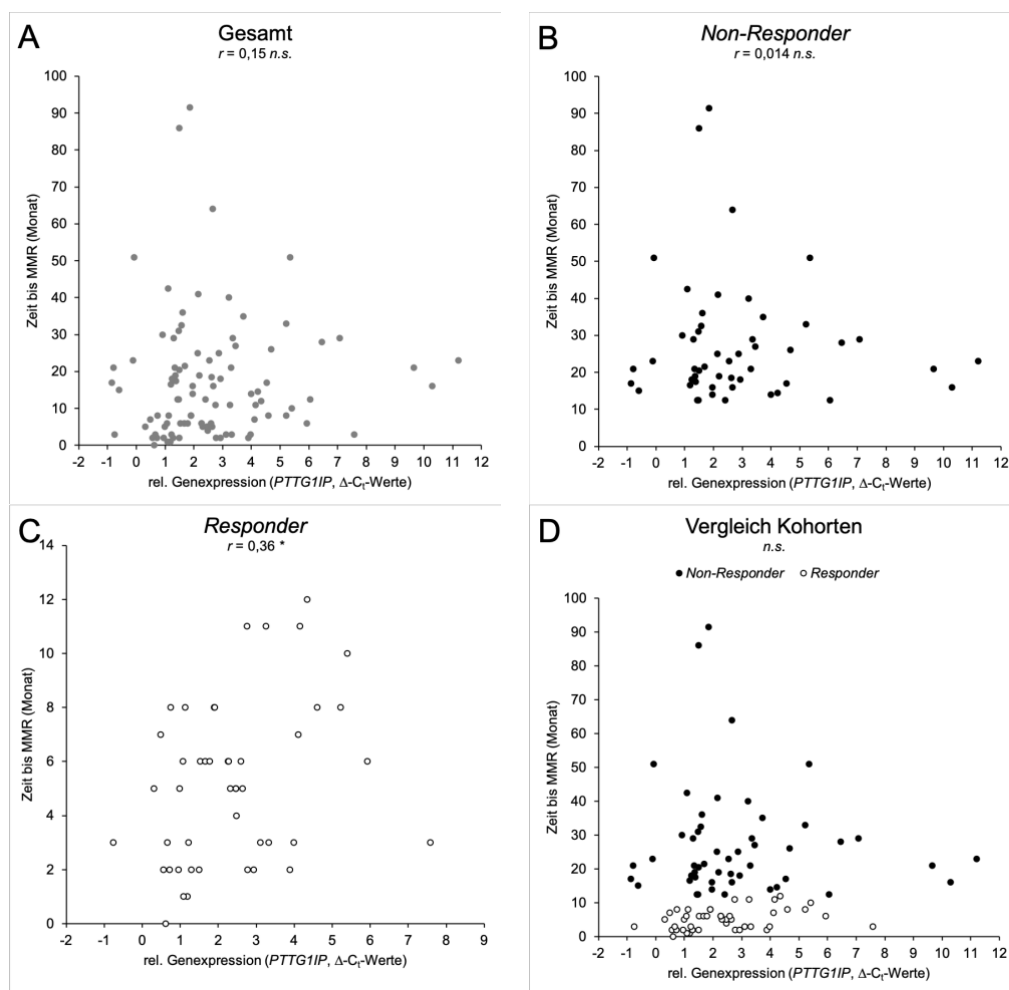 A
Gesamt
r = 0,15 n.s.
Zeit bis MMR (Monat)
100
90
80
70
60
50
40
30
20
10
0
-2 -1 0 1 2 3 4 5 6 7 8 9 10 11 12
rel. Genexpression (PTTG1IP, Δ-Ct-Werte)
B
Non-Responder
r = 0,014 n.s.
Zeit bis MMR (Monat)
100
90
80
70
60
50
40
30
20
10
0
-2 -1 0 1 2 3 4 5 6 7 8 9 10 11 12
rel. Genexpression (PTTG1IP, Δ-Ct-Werte)
C
Responder
r = 0,36 *
Zeit bis MMR (Monat)
14
12
10
8
6
4
2
0
-2 -1 0 1 2 3 4 5 6 7 8 9
rel. Genexpression (PTTG1IP, Δ-Ct-Werte)
D
Vergleich Kohorten
n.s.
Non-Responder Responder
Zeit bis MMR (Monat)
100
90
80
70
60
50
40
30
20
10
0
-2 -1 0 1 2 3 4 5 6 7 8 9 10 11 12
rel. Genexpression (PTTG1IP, Δ-Ct-Werte)